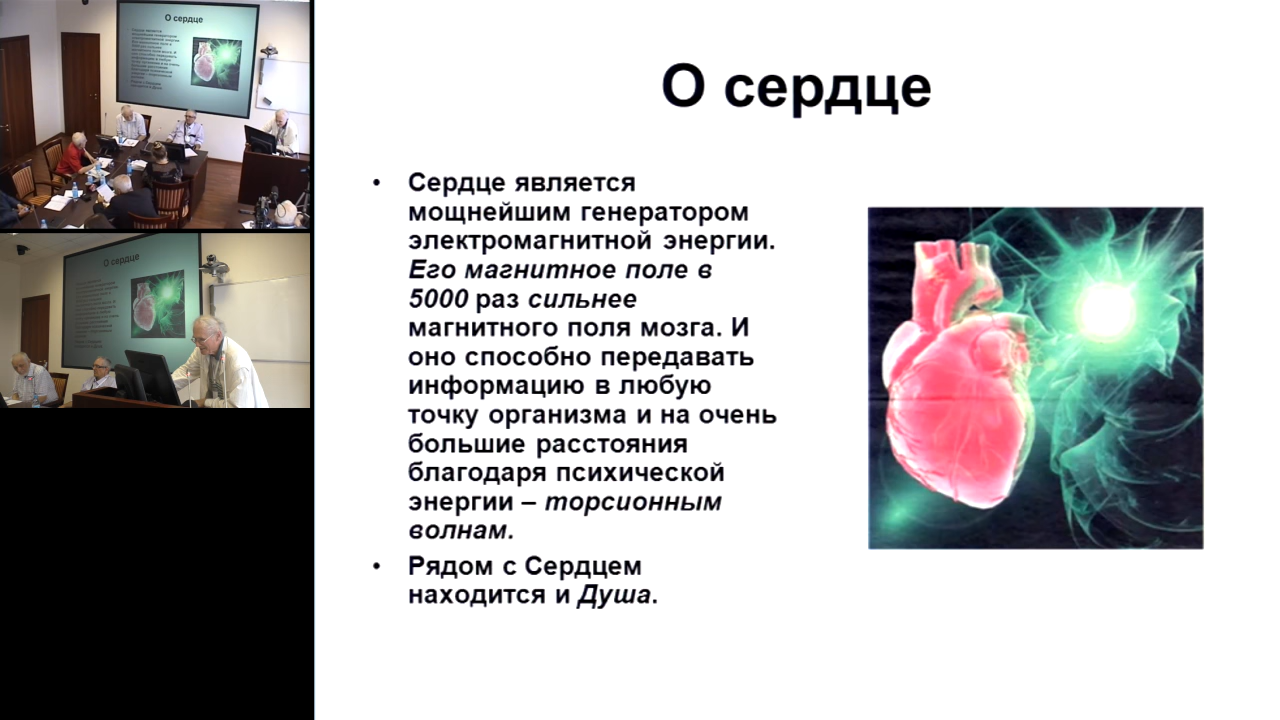 О сердце
• Сердце является
мощнейшим генератором
электромагнитной энергии.
Его магнитное поле в
5000 раз сильнее
магнитного поля мозга. И
оно способно передавать
информацию в любую
точку организма и на очень
большие расстояния
благодаря психической
энергии – торсионным
волнам.
• Рядом с Сердцем
находится и Душа.
О сердце
О сердце